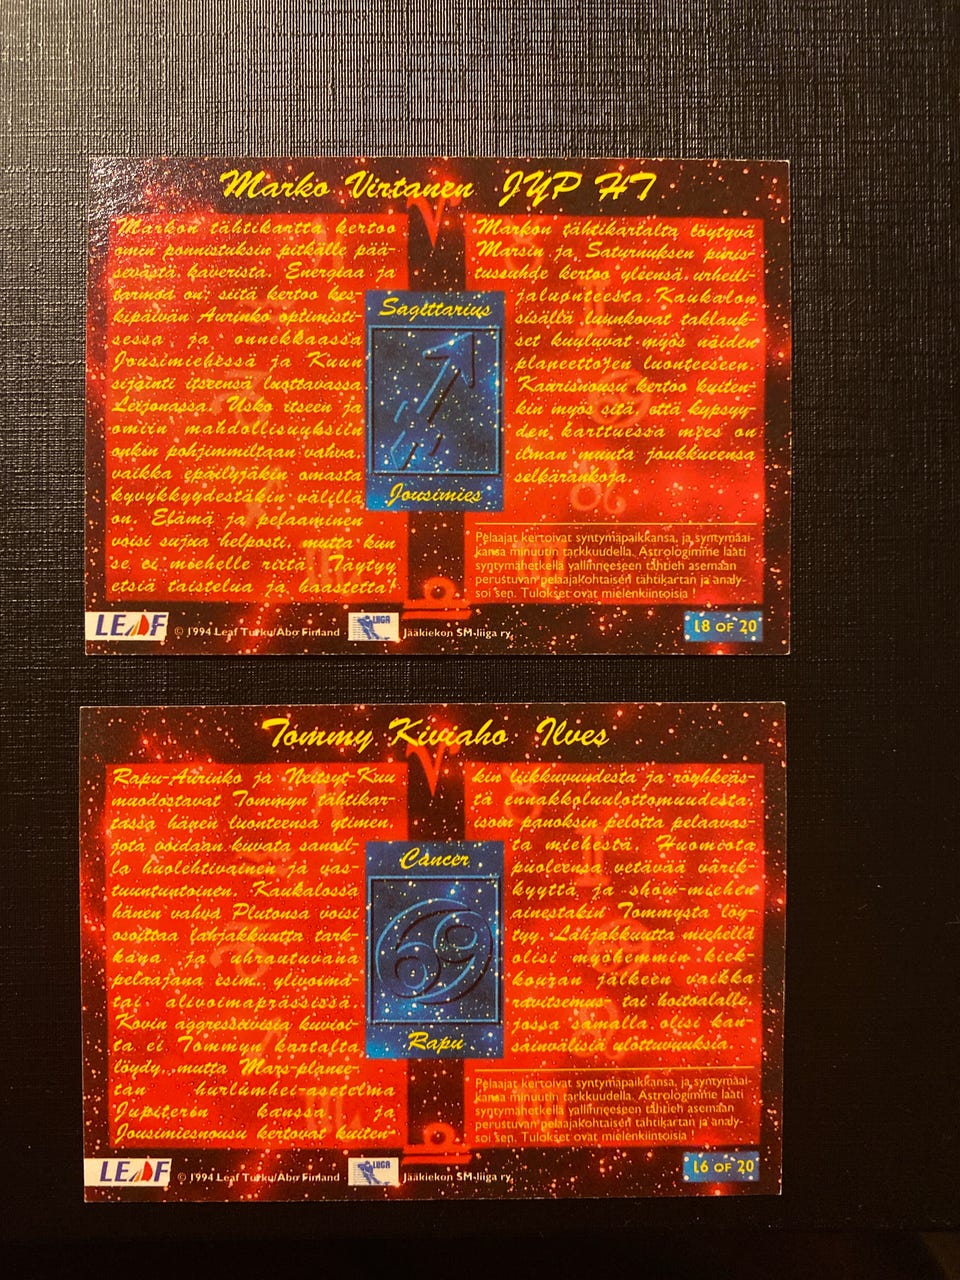 Marko Virtanen JYP HT
Markon tähtikartta kertoo
omin ponnistuksin pitkälle pää-
sevästä kaverista. Energiaa ja
tarmoa on, siitä kertoo kes-
kipäivän Aurinko optimisti-
sessa ja onnekkaassa
Jousimiehessä ja Kuun
sijainti itseensä luottavassa
Leijonassa. Usko itseen ja
omiin mahdollisuuksiin
onkin pohjimmiltaan vahva,
vaikka epäilyjäkin omasta
kyvykkyydestäkin välillä
on. Elämä ja pelaaminen
voisi sujua helposti, mutta kun
se ei miehelle riitä. Täytyy
etsiä taistelua ja haastetta!
Sagittarius
Jousimies
Markon tähtikartalta löytyvä
Marsin ja Saturnuksen puris-
tussuhde kertoo yleensä urheili-
jaluonteesta. Kaukalon
sisällä luunkovat taklauk-
set kuuluvat myös näiden
planeettojen luonteeseen.
Kaarisnousu kertoo kuiten-
kin myös sitä, että kypsyy-
den karttuessa mies on
ilman muuta joukkueensa
selkärankoja.
Pelaajat kertoivat syntymäpaikkansa, ja syntymäai-
kansa minuutin tarkkuudella. Astrologimme laati
syntymähetkellä vallinneeseen tähtien asemaan
perustuvan pelaajakohtaisen tähtikartan ja analy-
soi sen. Tulokset ovat mielenkiintoisia !
LEAF © 1994 Leaf Turku/Åbo Finland · LIIGA Jääkiekon SM-liiga ry
18 OF 20
Tommy Kiviaho Ilves
Rapu-Aurinko ja Neitsyt-Kuu
muodostavat Tommyn tähtikar-
tassa hänen luonteensa ytimen,
jota voidaan kuvata sanoil-
la huolehtivainen ja vas-
tuuntuntoinen. Kaukalossa
hänen vahva Plutonsa voisi
osoittaa lahjakkuutta tark-
kana ja uhrautuvana
pelaajana esim. ylivoima
tai alivoimaprässissä.
Kovin aggressiivisia kuvioi-
ta ei Tommyn kartalta
löydy, mutta Mars-planee-
tan hurlumhei-asetelma
Jupiterin kanssa ja
Jousimiesnousu kertovat kuiten-
Cancer
Rapu
kin liikkuvuudesta ja röyhkeäs-
tä ennakkoluulottomuudesta,
isoin panoksin pelotta pelaavas-
ta miehestä. Huomiota
puoleensa vetävää värik-
kyyttä ja show-miehen
ainestakin Tommysta löy-
tyy. Lahjakkuutta miehellä
olisi myöhemmin kiek-
kouran jälkeen vaikka
ravitsemus- tai hoitoalalle,
jossa samalla olisi kan-
sainvälisiä ulottuvuuksia.
Pelaajat kertoivat syntymäpaikkansa, ja syntymäai-
kansa minuutin tarkkuudella. Astrologimme laati
syntymähetkellä vallinneeseen tähtien asemaan
perustuvan pelaajakohtaisen tähtikartan ja analy-
soi sen. Tulokset ovat mielenkiintoisia !
LEAF © 1994 Leaf Turku/Åbo Finland · LIIGA Jääkiekon SM-liiga ry
16 OF 20